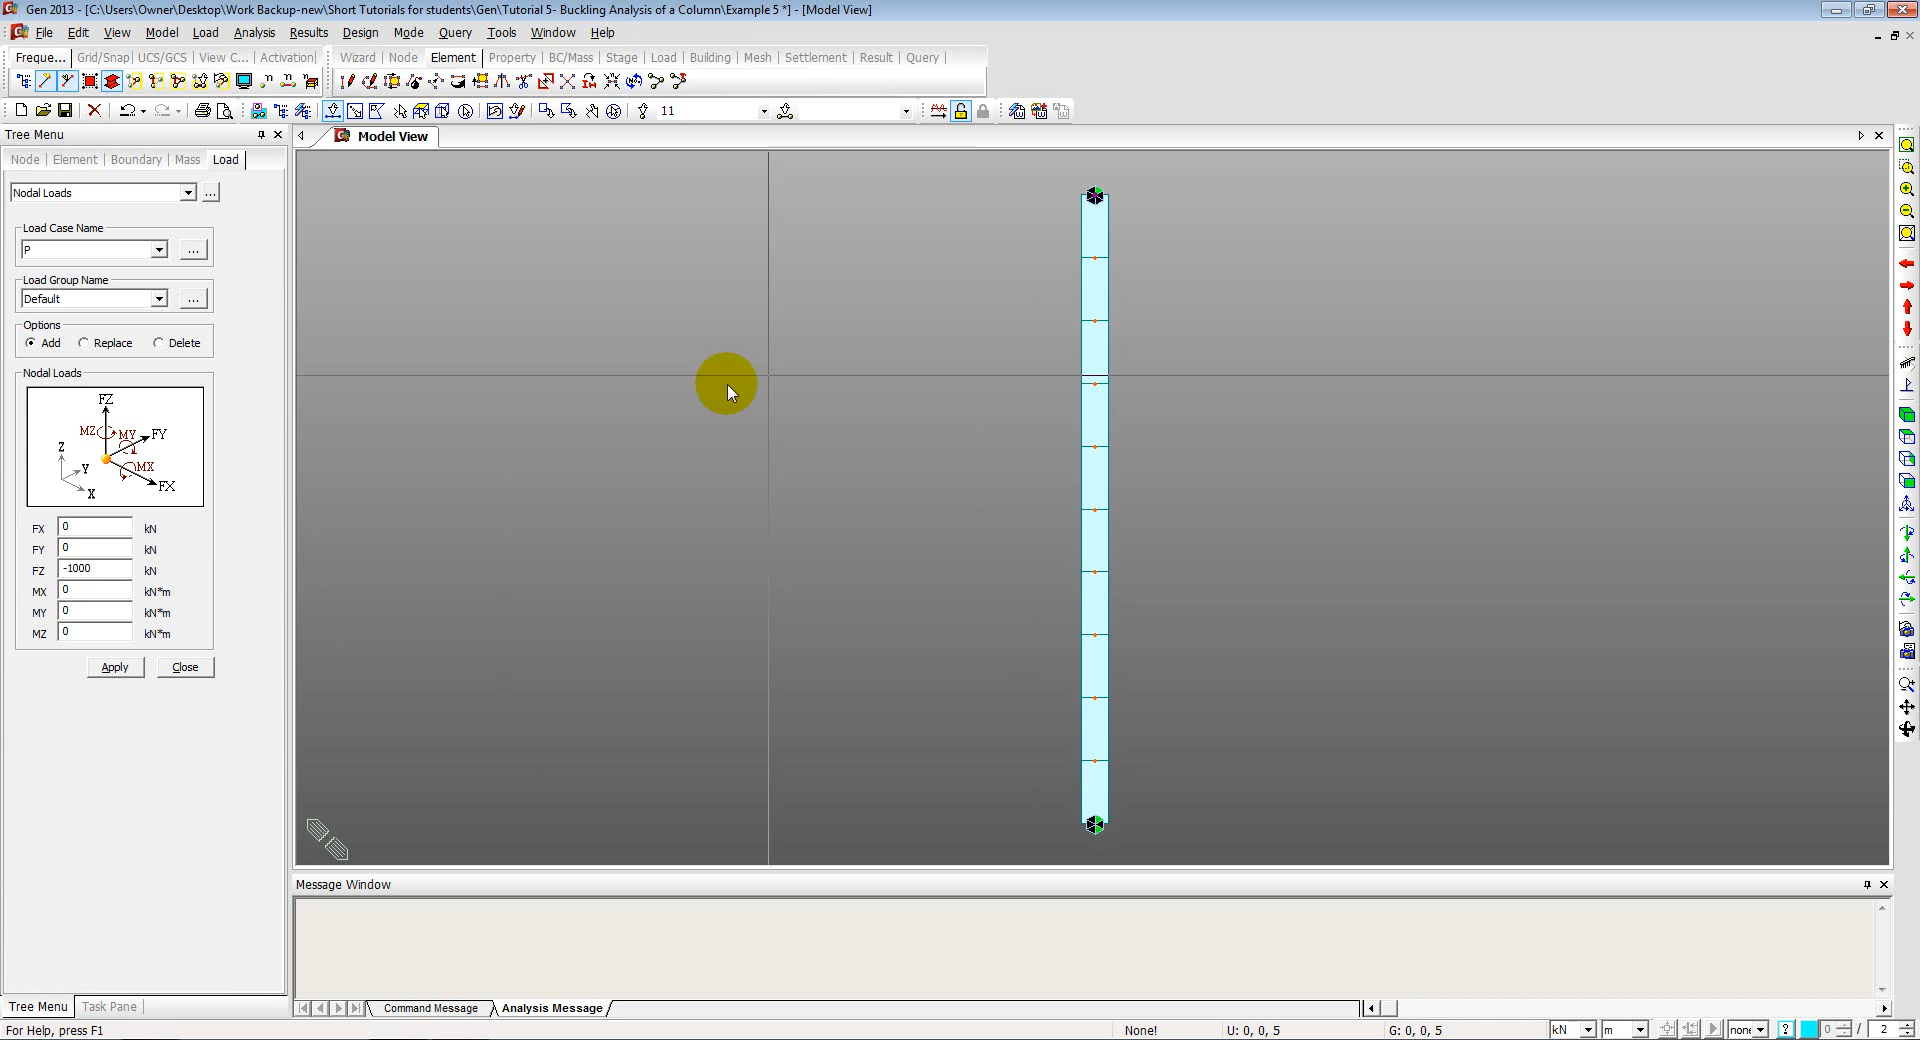 Gen 2013 - [C:\Users\Owner\Desktop\Work Backup-new\Short Tutorials for students\Gen\Tutorial 5- Buckling Analysis of a Column\Example 5 *] - [Model View]
File Edit View Model Load Analysis Results Design Mode Query Tools Window Help
Freque... Grid/Snap UCS/GCS View C... Activation Wizard Node Element Property BC/Mass Stage Load Building Mesh Settlement Result Query
11
Tree Menu
Model View
Node Element Boundary Mass Load
Nodal Loads ...
Load Case Name
P ...
Load Group Name
Default ...
Options
Add Replace Delete
Nodal Loads
FZ
MZ MY FY
Z
Y MX
X FX
FX 0 kN
FY 0 kN
FZ -1000 kN
MX 0 kN*m
MY 0 kN*m
MZ 0 kN*m
Apply Close
Message Window
Tree Menu Task Pane
Command Message Analysis Message
For Help, press F1
None! U: 0, 0, 5 G: 0, 0, 5 kN m none ? 0 / 2